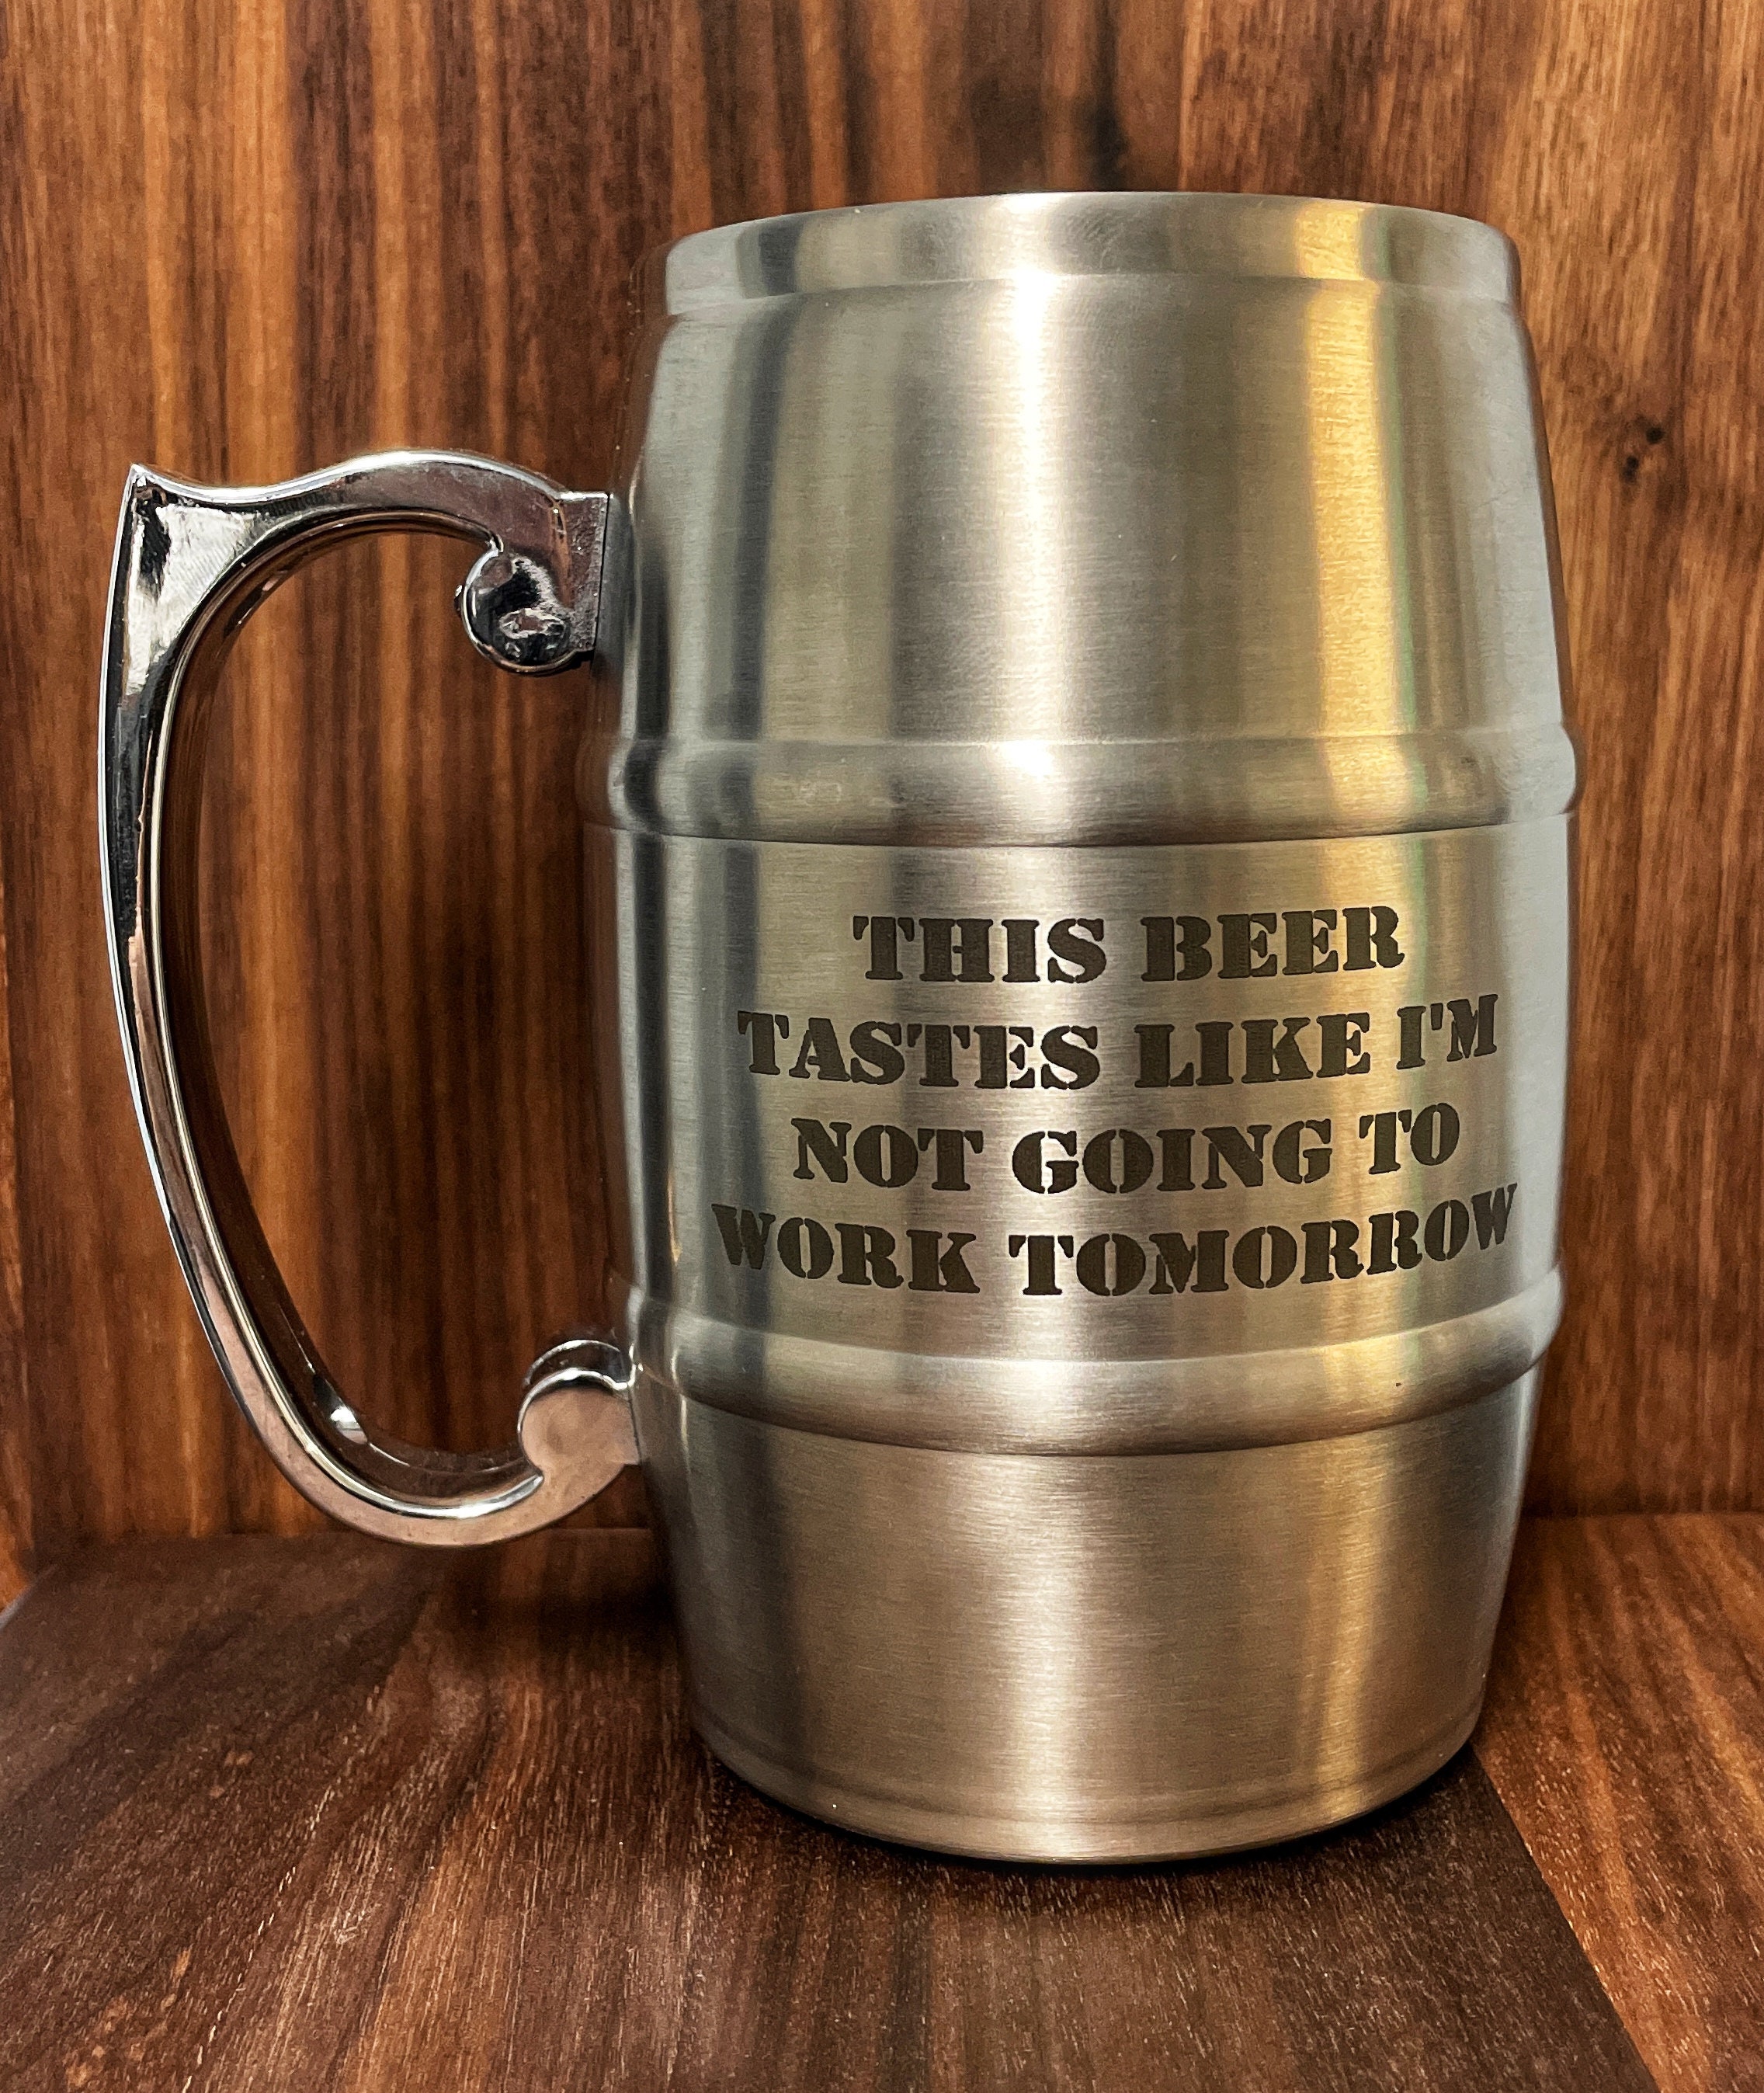 THIS BEER
TASTES LIKE I'M
NOT GOING TO
WORK TOMORROW